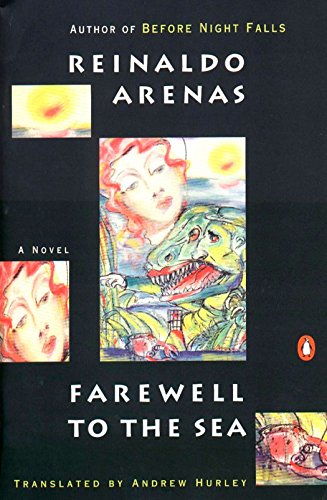 AUTHOR OF BEFORE NIGHT FALLS
REINALDO
ARENAS
A NOVEL
FAREWELL
TO THE SEA
TRANSLATED BY ANDREW HURLEY